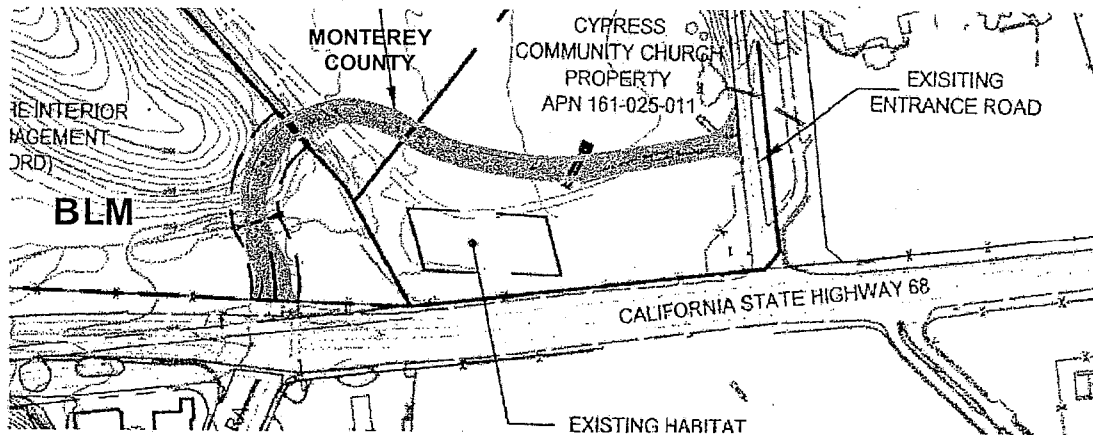 MONTEREY
COUNTY
CYPRESS
COMMUNITY CHURCH
PROPERTY
APN 161-025-011
EXISITING
ENTRANCE ROAD
HE INTERIOR
AGEMENT
ORD)
BLM
CALIFORNIA STATE HIGHWAY 68
EXISTING HABITAT